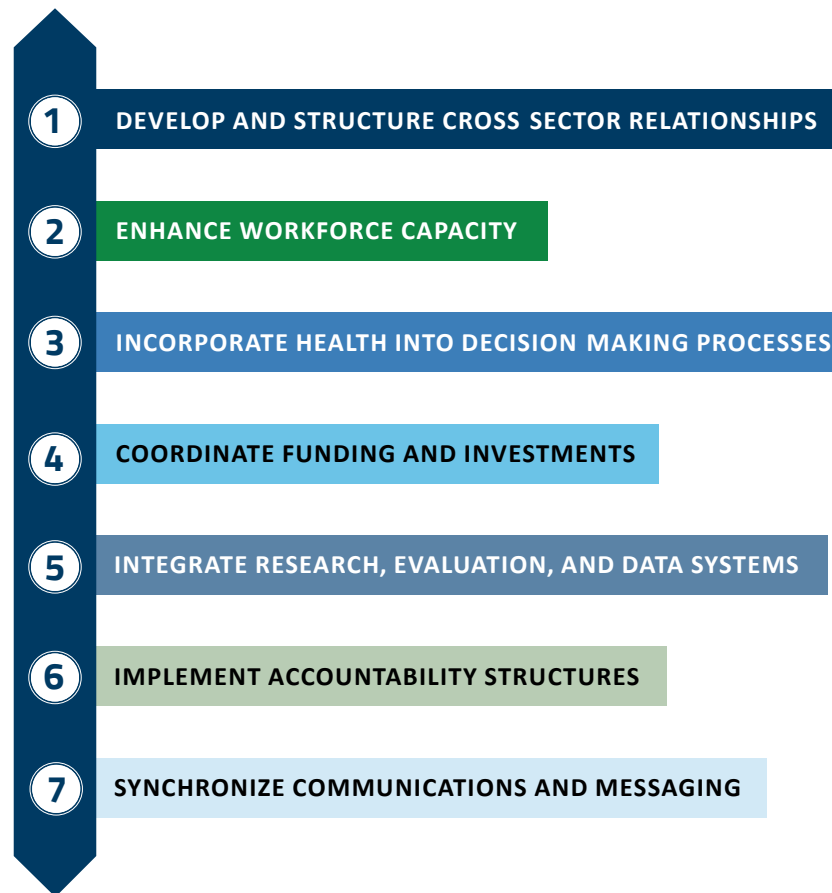 1 DEVELOP AND STRUCTURE CROSS SECTOR RELATIONSHIPS
2 ENHANCE WORKFORCE CAPACITY
3 INCORPORATE HEALTH INTO DECISION MAKING PROCESSES
4 COORDINATE FUNDING AND INVESTMENTS
5 INTEGRATE RESEARCH, EVALUATION, AND DATA SYSTEMS
6 IMPLEMENT ACCOUNTABILITY STRUCTURES
7 SYNCHRONIZE COMMUNICATIONS AND MESSAGING